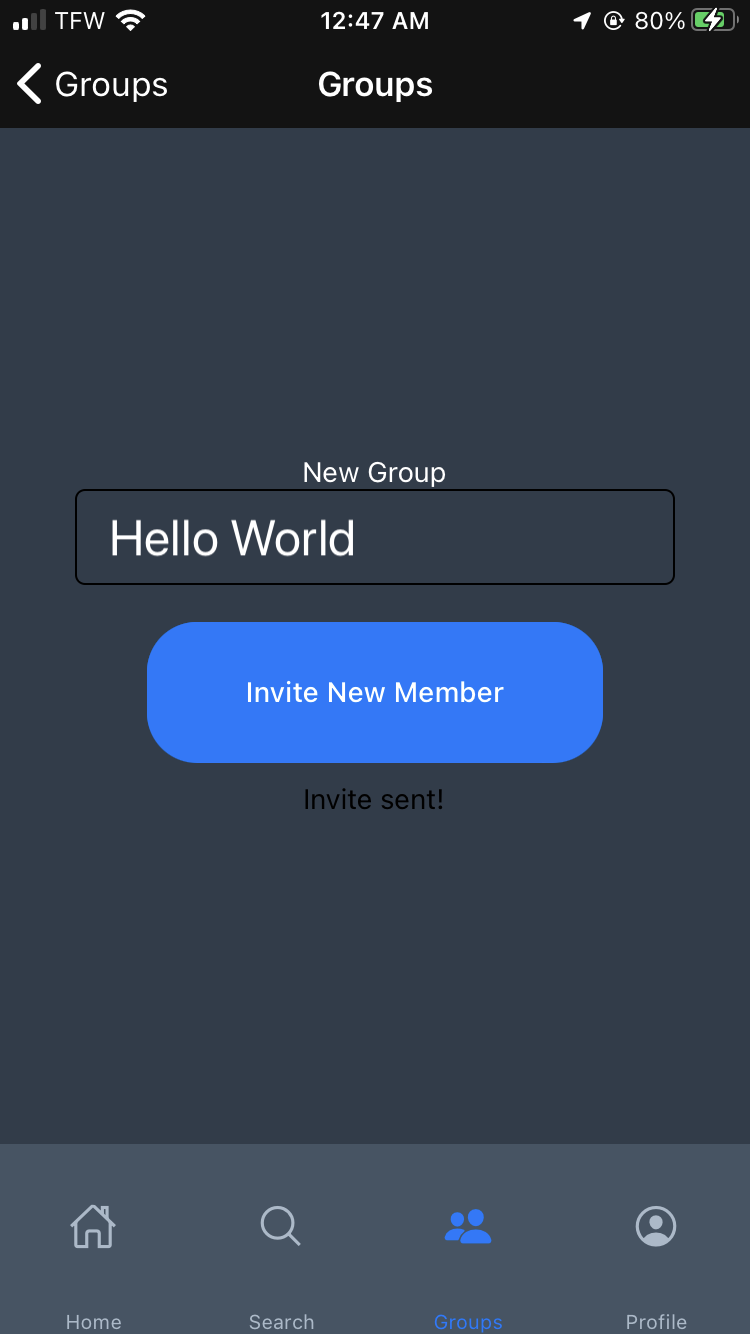 TFW 12:47 AM 80%
Groups Groups
New Group
Hello World
Invite New Member
Invite sent!
Home Search Groups Profile